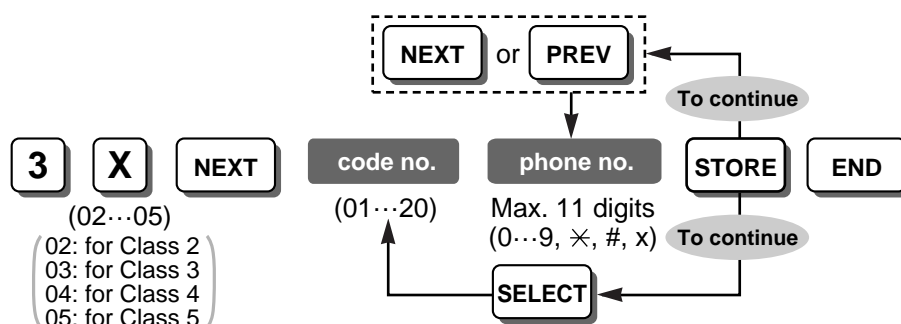 NEXT or PREV
To continue
3 X NEXT code no. phone no. STORE END
(02···05) (01···20) Max. 11 digits
(0···9, ✳, #, x) To continue
02: for Class 2
03: for Class 3
04: for Class 4
05: for Class 5
SELECT